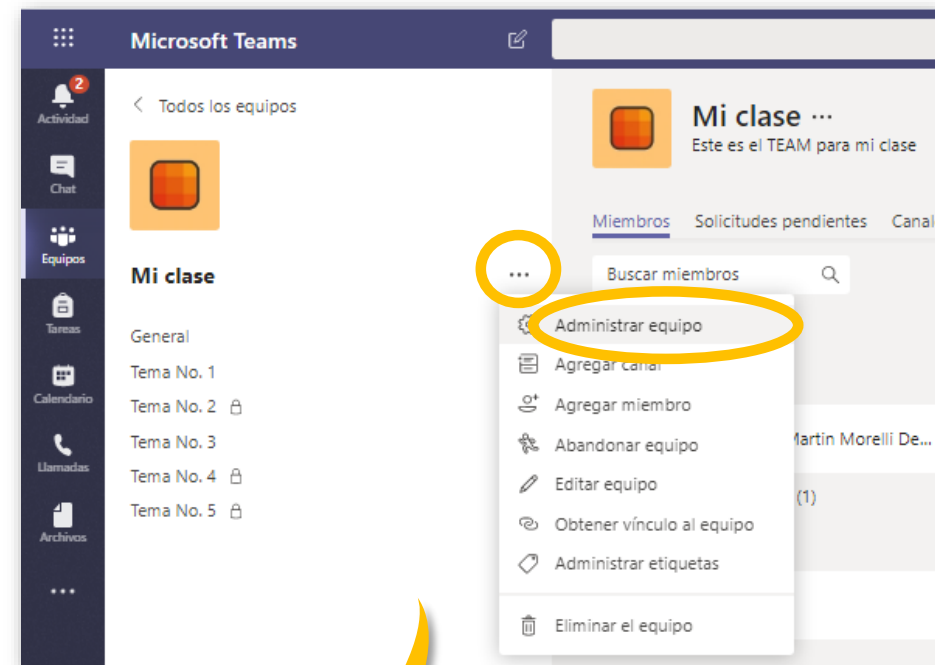 Microsoft Teams
2
Actividad
Chat
Equipos
Tareas
Calendario
Llamadas
Archivos
Todos los equipos
Mi clase
General
Tema No. 1
Tema No. 2
Tema No. 3
Tema No. 4
Tema No. 5
Mi clase ...
Este es el TEAM para mi clase
Miembros Solicitudes pendientes
Buscar miembros
Administrar equipo
Agregar canal
Agregar miembro
Abandonar equipo
Editar equipo
Obtener vínculo al equipo
Administrar etiquetas
Eliminar el equipo
Martin Morelli De...
(1)